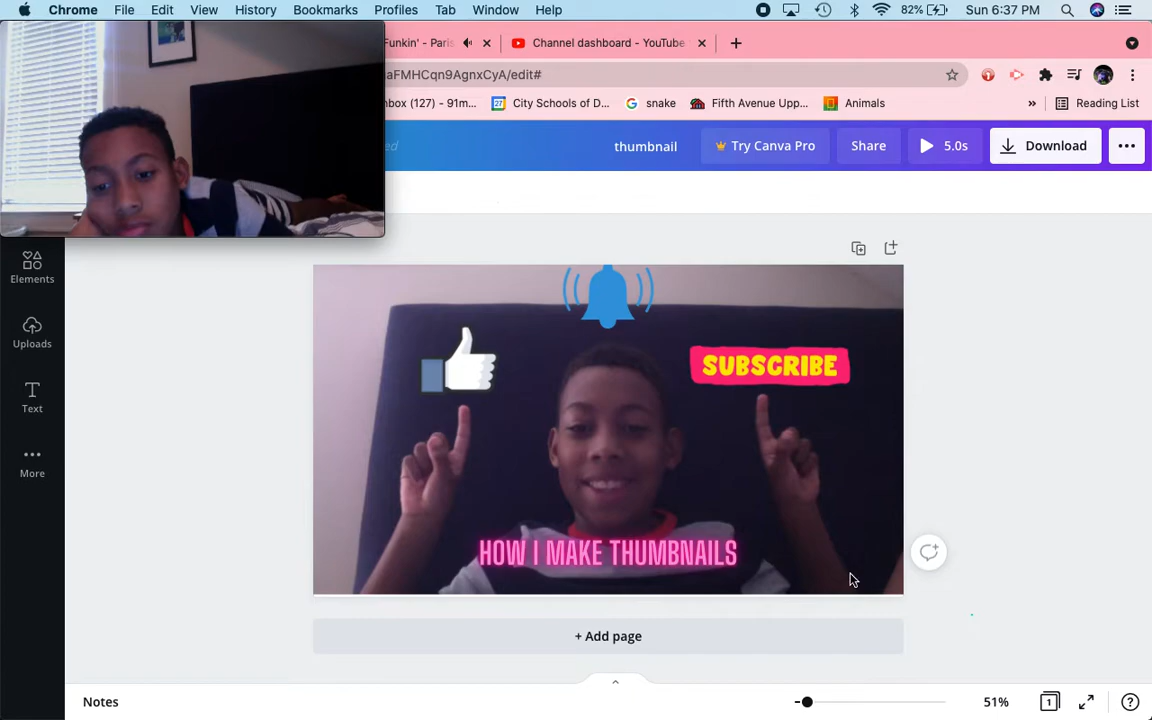 Chrome File Edit View History Bookmarks Profiles Tab Window Help 82% Sun 6:37 PM
Funkin' - Paris Channel dashboard - YouTube
aFMHCqn9AgnxCyA/edit#
nbox (127) - 91m... City Schools of D... snake Fifth Avenue Upp... Animals » Reading List
thumbnail Try Canva Pro Share 5.0s Download
Elements
Uploads
Text
More
SUBSCRIBE
HOW I MAKE THUMBNAILS
+ Add page
Notes 51% 1